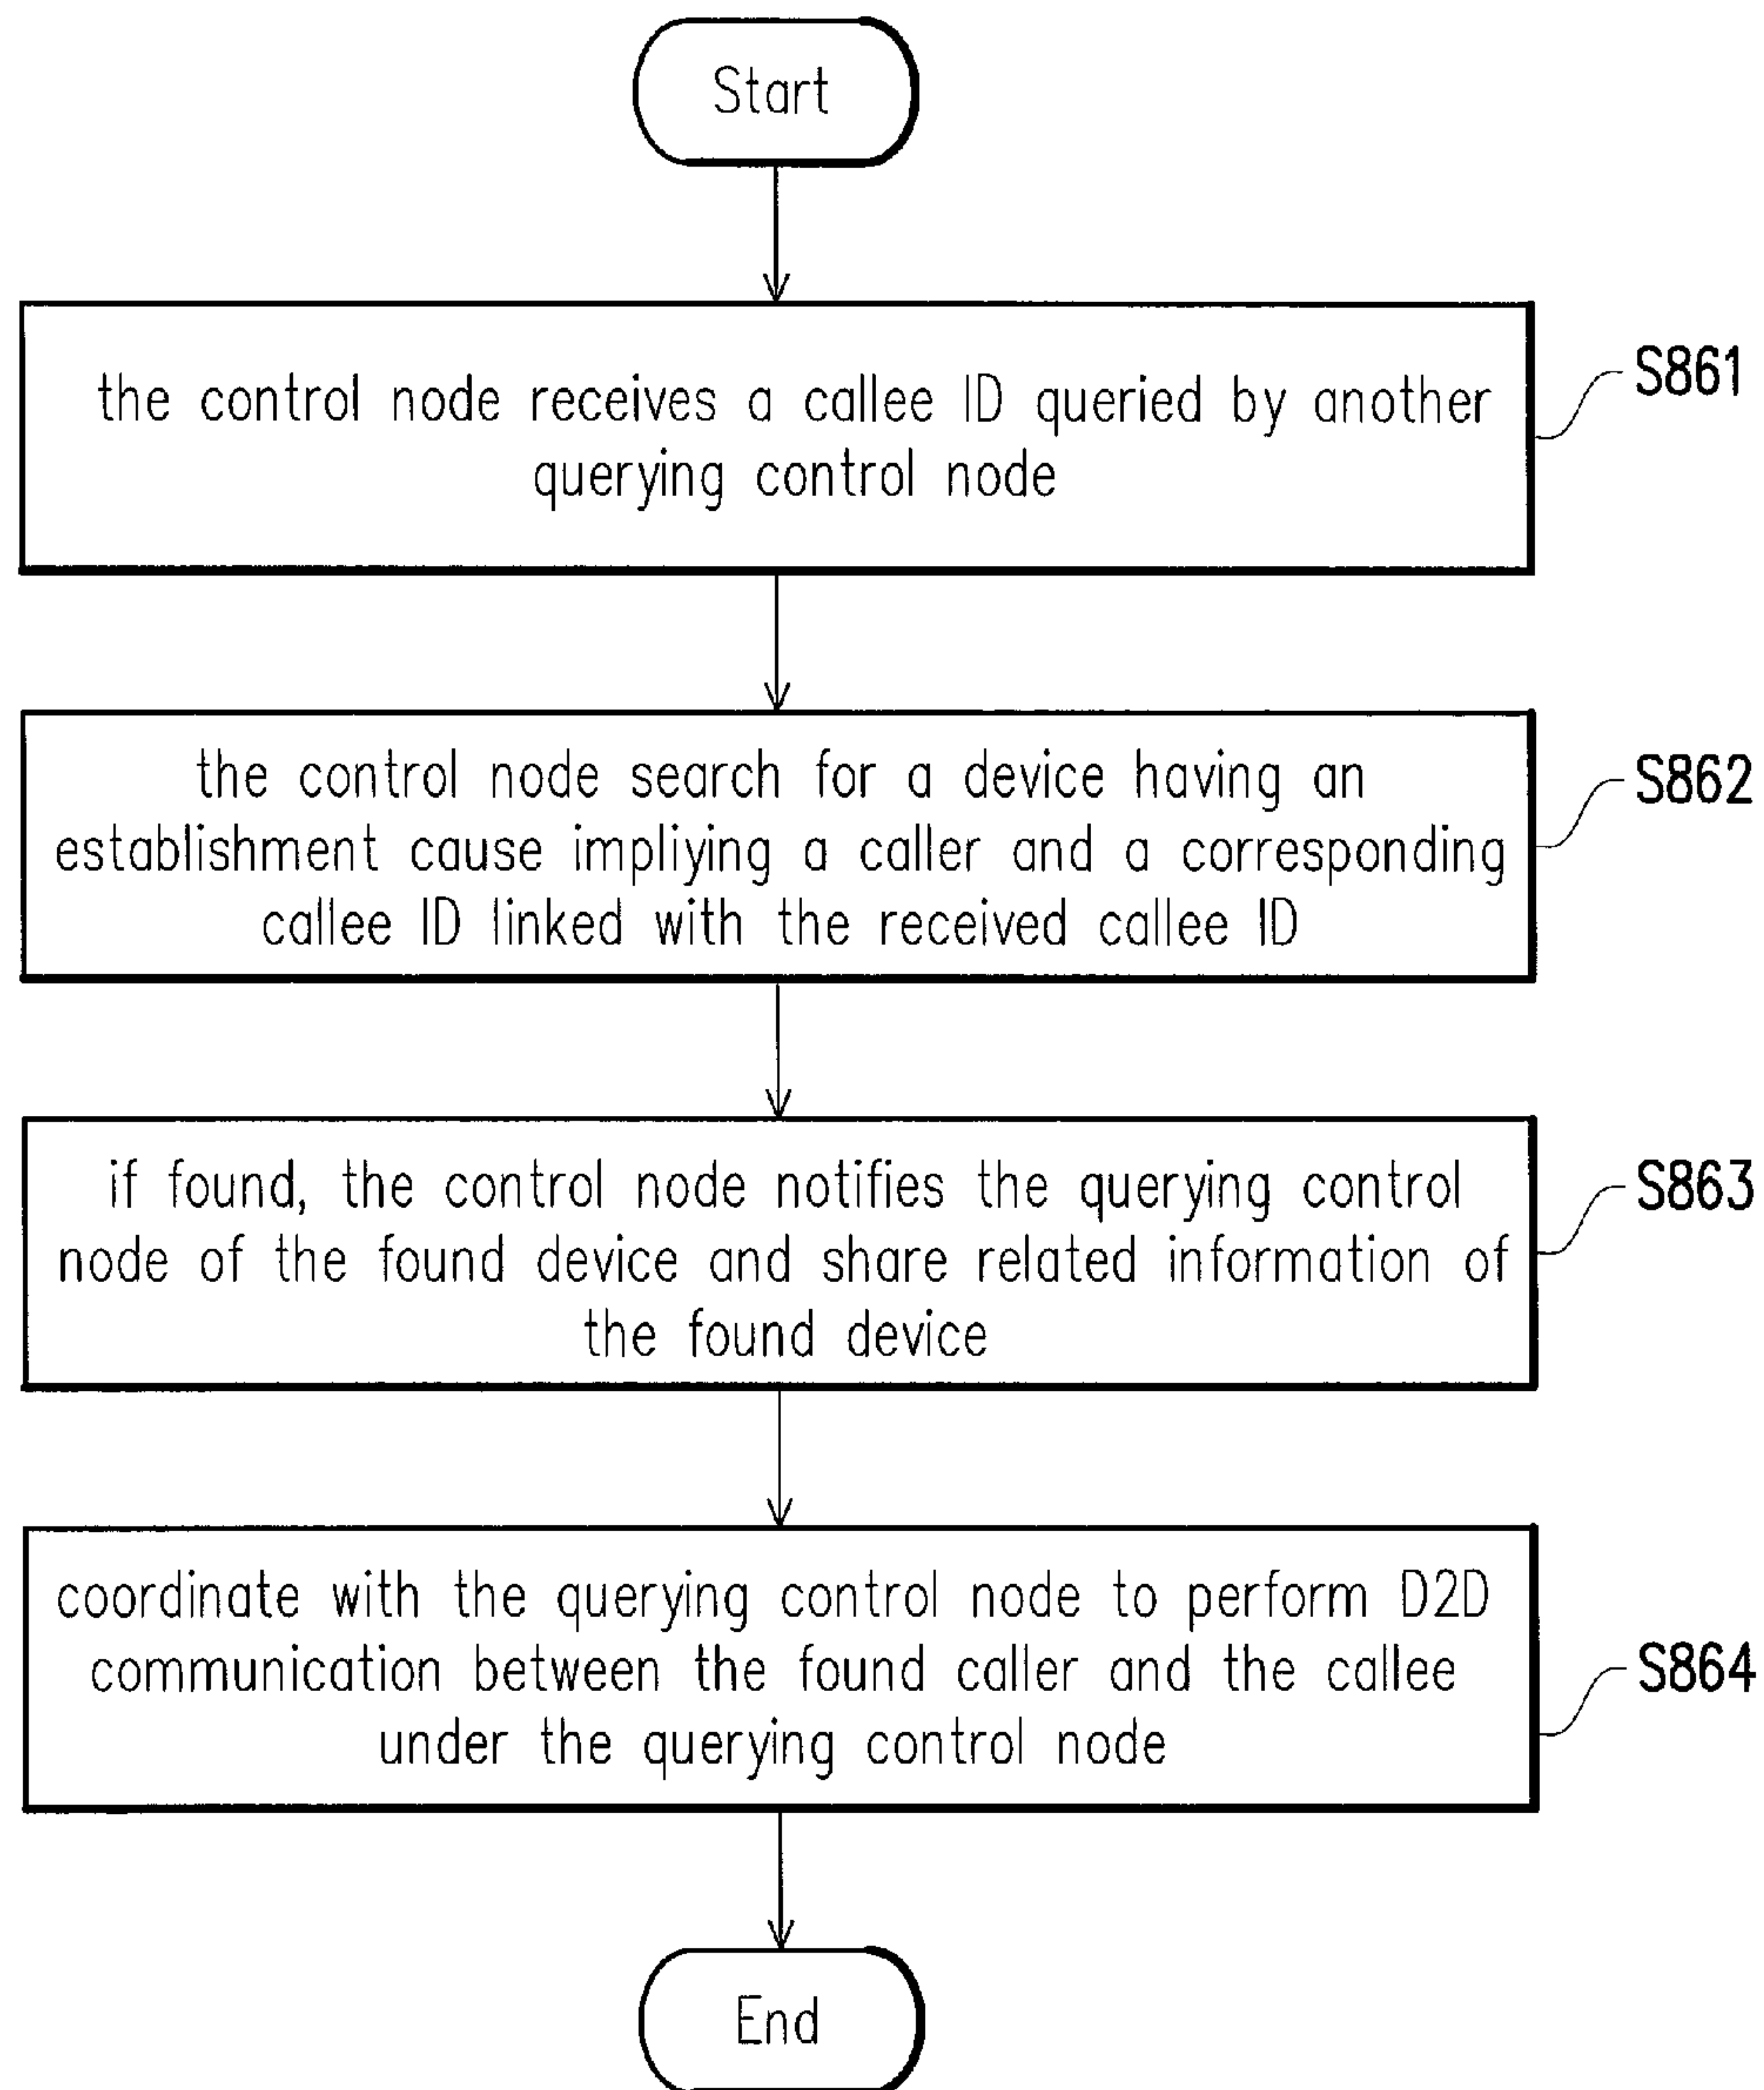 Start
the control node receives a callee ID queried by another
querying control node
S861
the control node search for a device having an
establishment cause impliying a caller and a corresponding
callee ID linked with the received callee ID
S862
if found, the control node notifies the querying control
node of the found device and share related information of
the found device
S863
coordinate with the querying control node to perform D2D
communication between the found caller and the callee
under the querying control node
S864
End